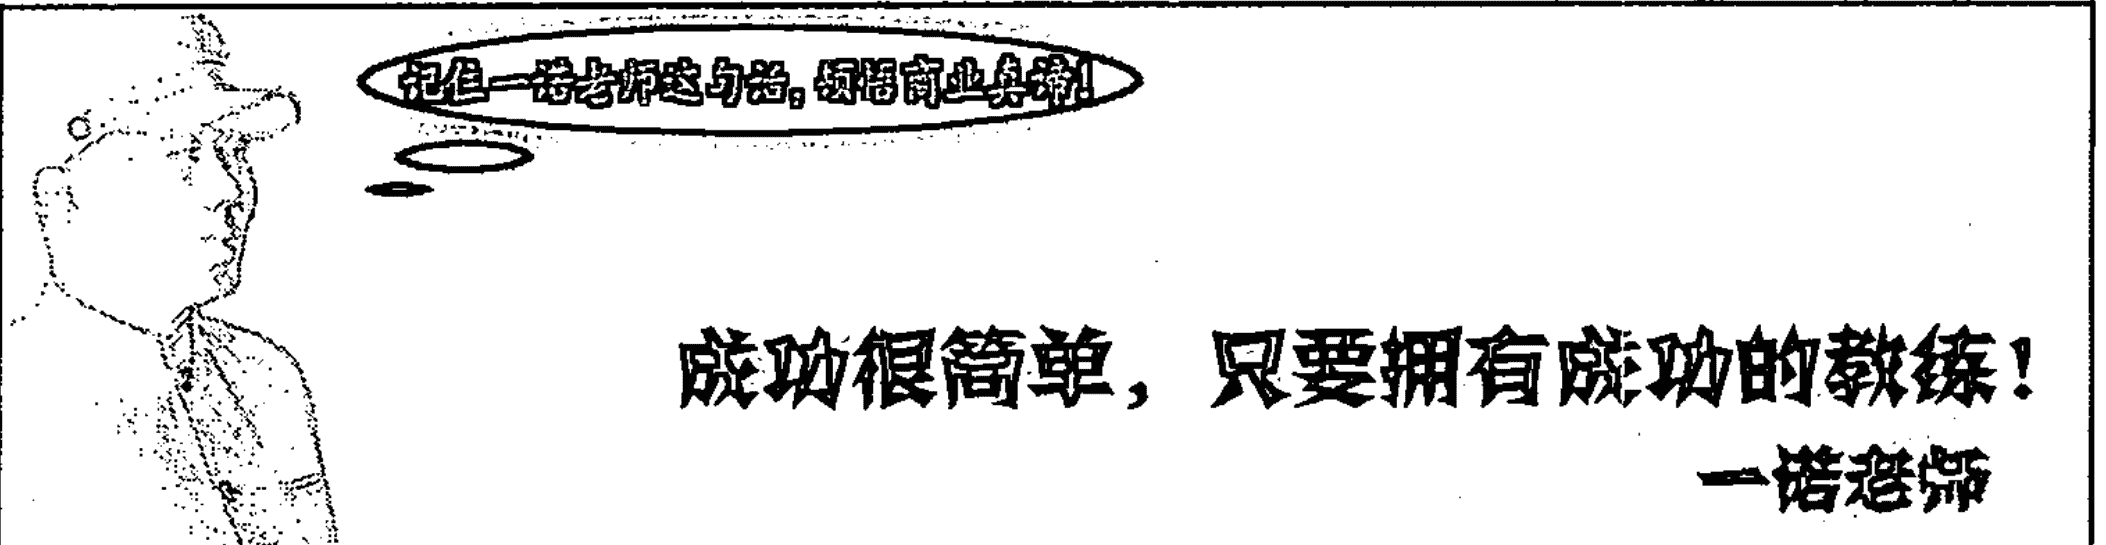 记住一诺老师这句话,领悟商业真谛!
成功很简单，只要拥有成功的教练！
一诺老师